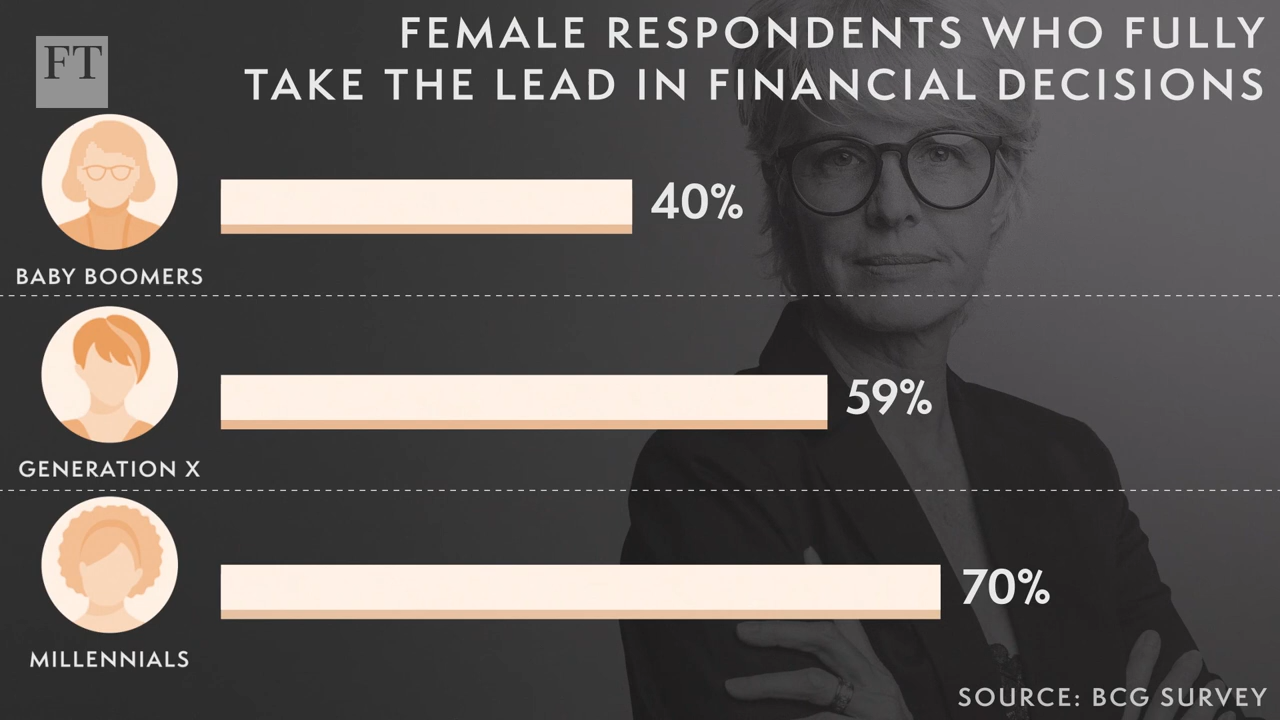 FT
FEMALE RESPONDENTS WHO FULLY
TAKE THE LEAD IN FINANCIAL DECISIONS
40%
BABY BOOMERS
59%
GENERATION X
70%
MILLENNIALS
SOURCE: BCG SURVEY